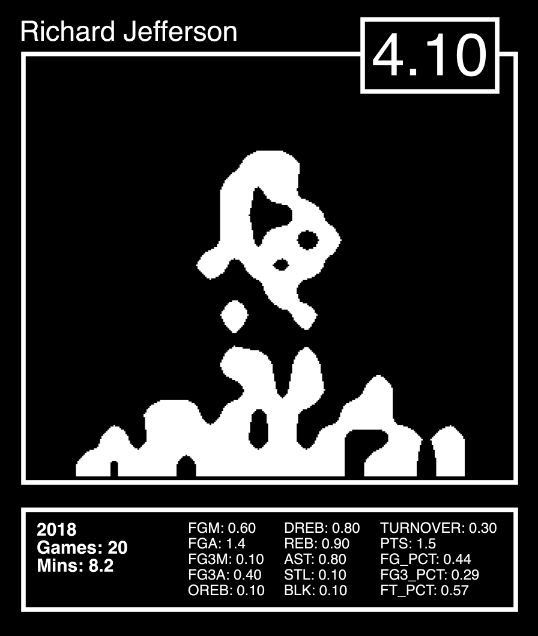 Richard Jefferson
4.10
2018
Games: 20
Mins: 8.2
FGM: 0.60
FGA: 1.4
FG3M: 0.10
FG3A: 0.40
OREB: 0.10
DREB: 0.80
REB: 0.90
AST: 0.80
STL: 0.10
BLK: 0.10
TURNOVER: 0.30
PTS: 1.5
FG_PCT: 0.44
FG3_PCT: 0.29
FT_PCT: 0.57